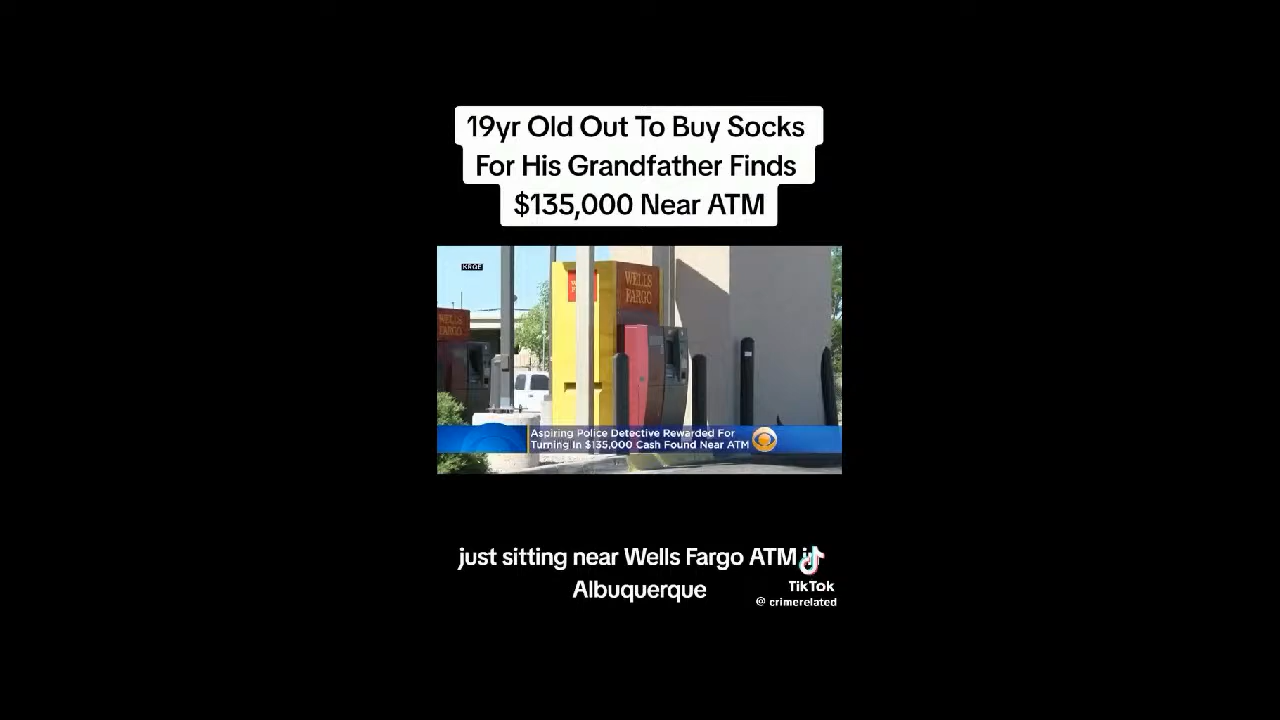 19yr Old Out To Buy Socks
For His Grandfather Finds
$135,000 Near ATM
KRQE
WELLS
FARGO
WELLS
FARGO
Aspiring Police Detective Rewarded For
Turning In $135,000 Cash Found Near ATM
just sitting near Wells Fargo ATM in
Albuquerque
TikTok
@ crimerelated